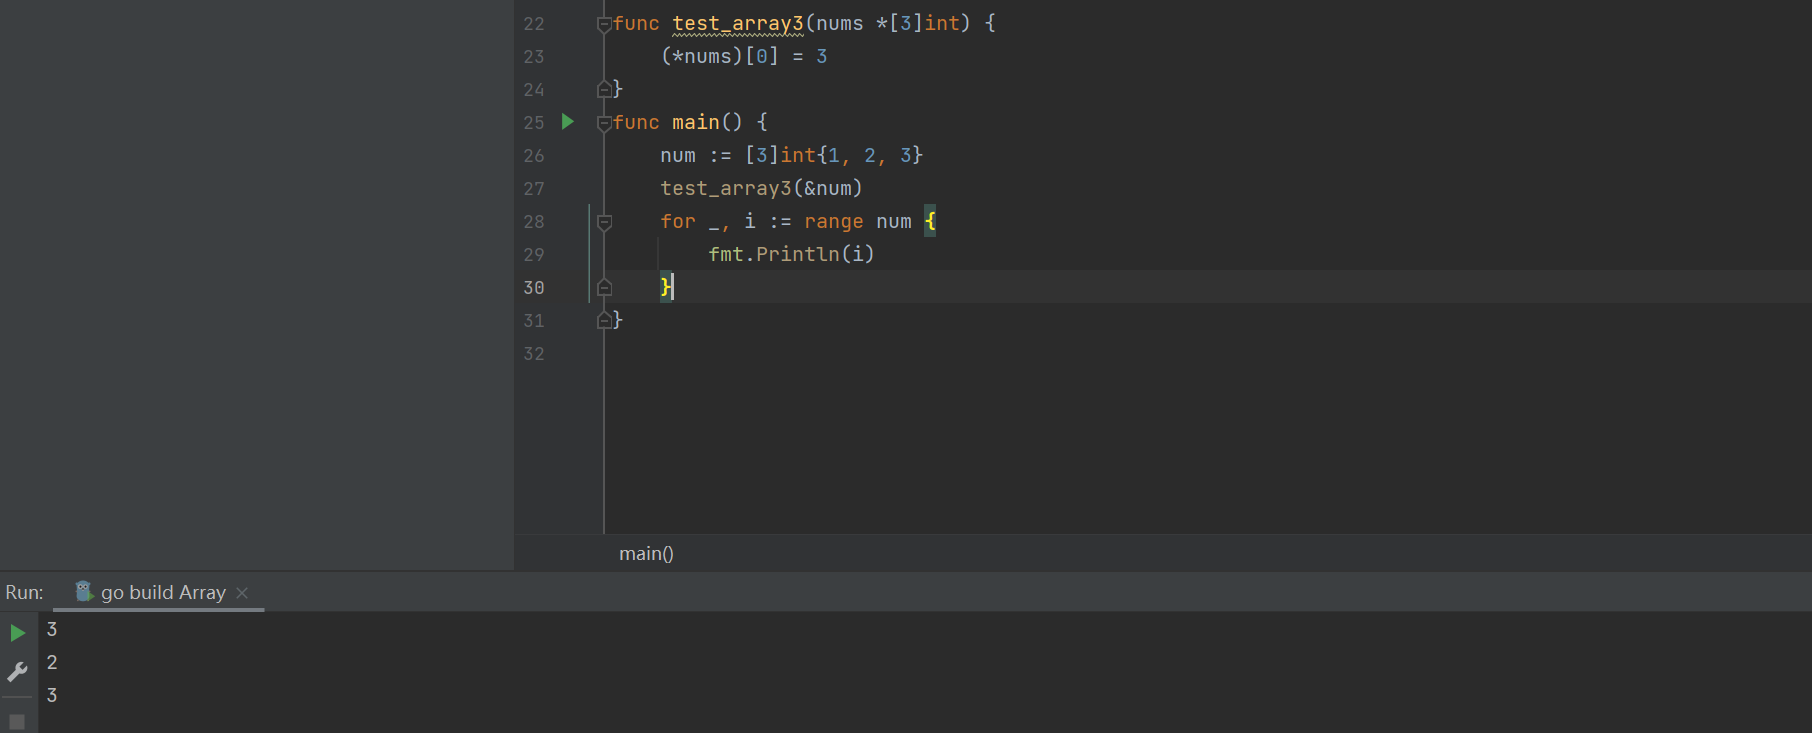 22 func test_array3(nums *[3]int) {
23     (*nums)[0] = 3
24 }
25 func main() {
26     num := [3]int{1, 2, 3}
27     test_array3(&num)
28     for _, i := range num {
29         fmt.Println(i)
30     }
31 }
32
main()
Run: go build Array
3
2
3